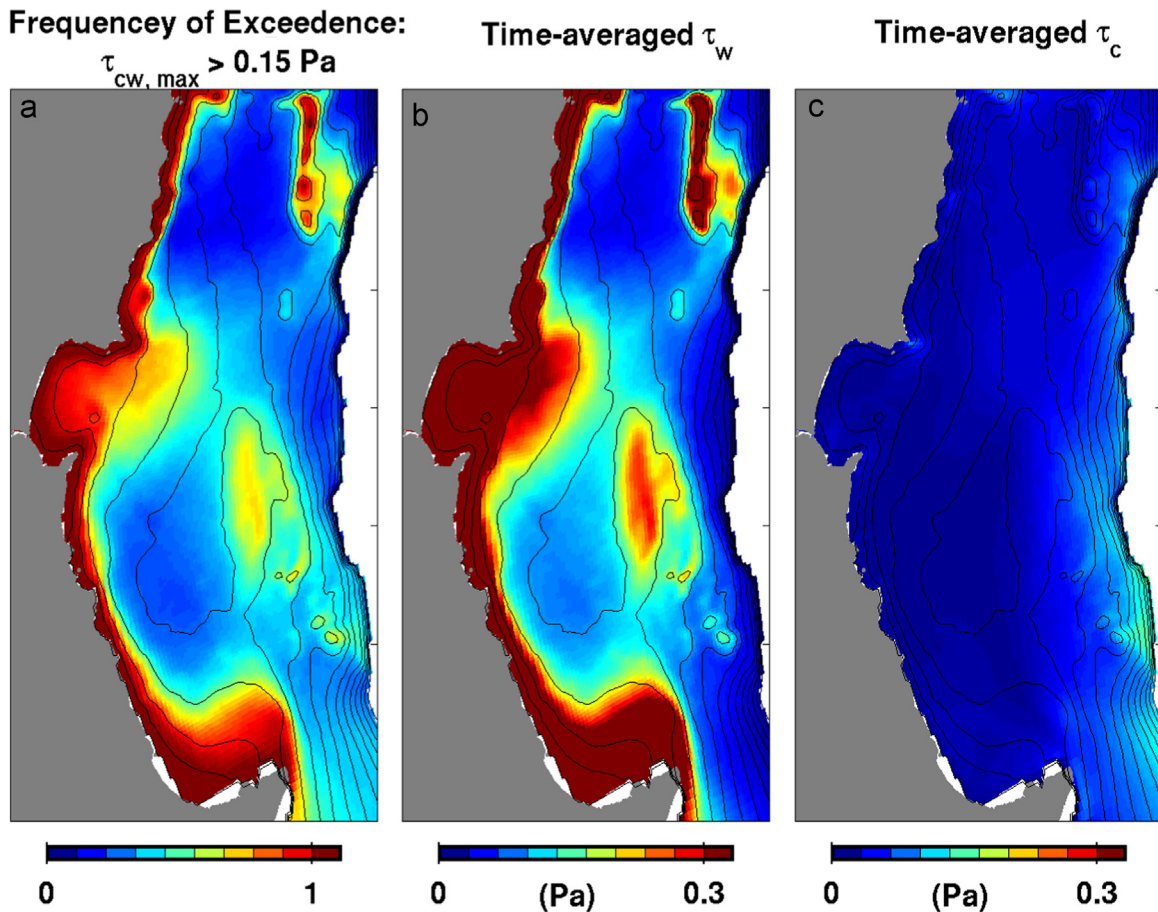 Frequencey of Exceedence:
τcw, max > 0.15 Pa
Time-averaged τw
Time-averaged τc
a
b
c
0 1
0 (Pa) 0.3
0 (Pa) 0.3